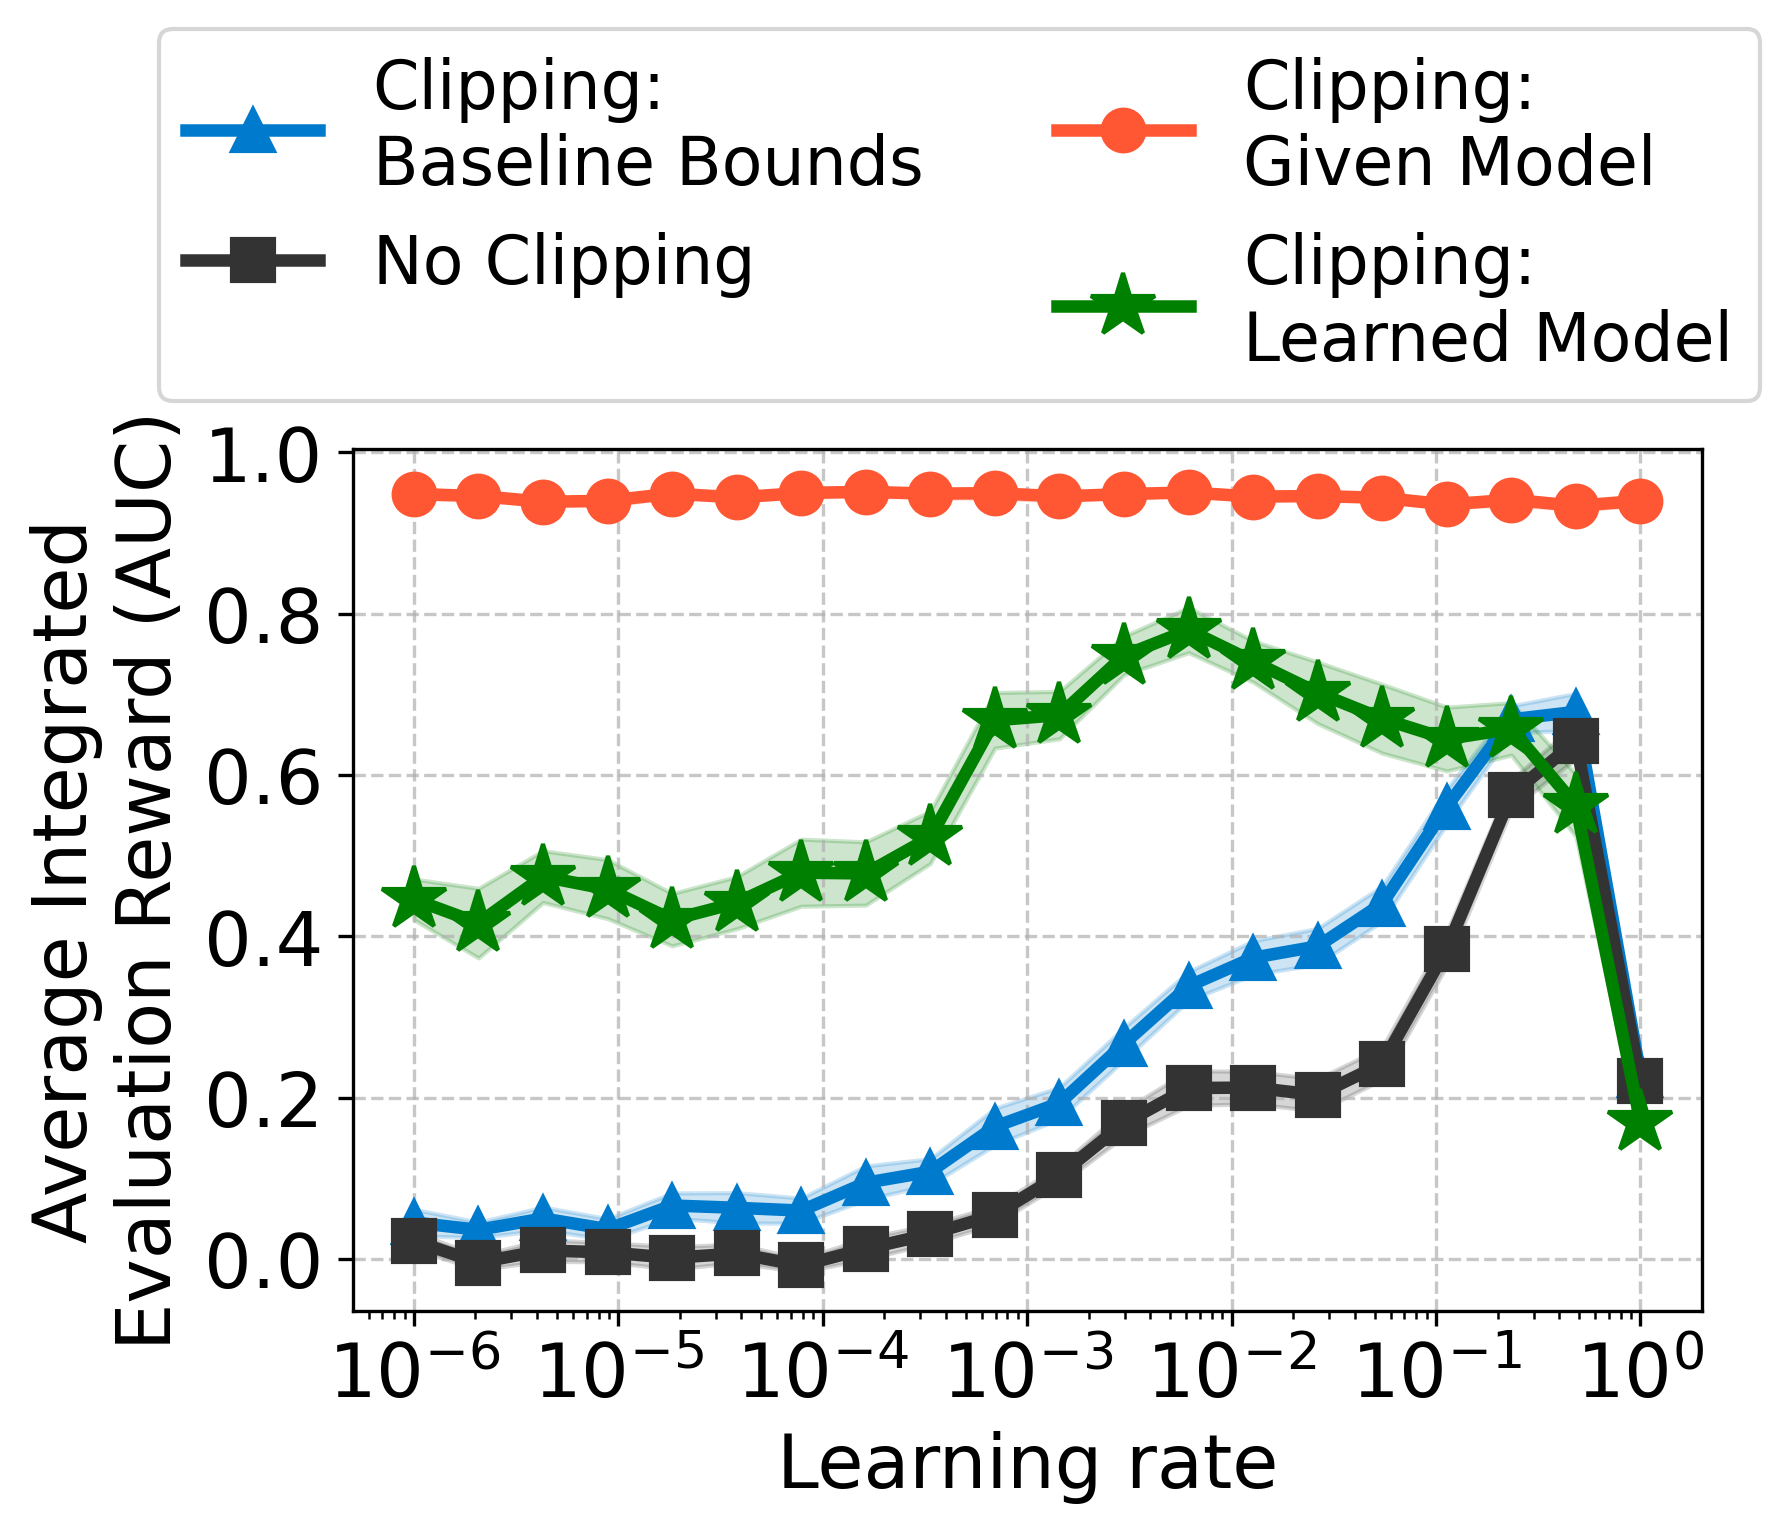 Clipping:
Baseline Bounds
No Clipping
Clipping:
Given Model
Clipping:
Learned Model
Average Integrated
Evaluation Reward (AUC)
1.0
0.8
0.6
0.4
0.2
0.0
10⁻⁶ 10⁻⁵ 10⁻⁴ 10⁻³ 10⁻² 10⁻¹ 10⁰
Learning rate